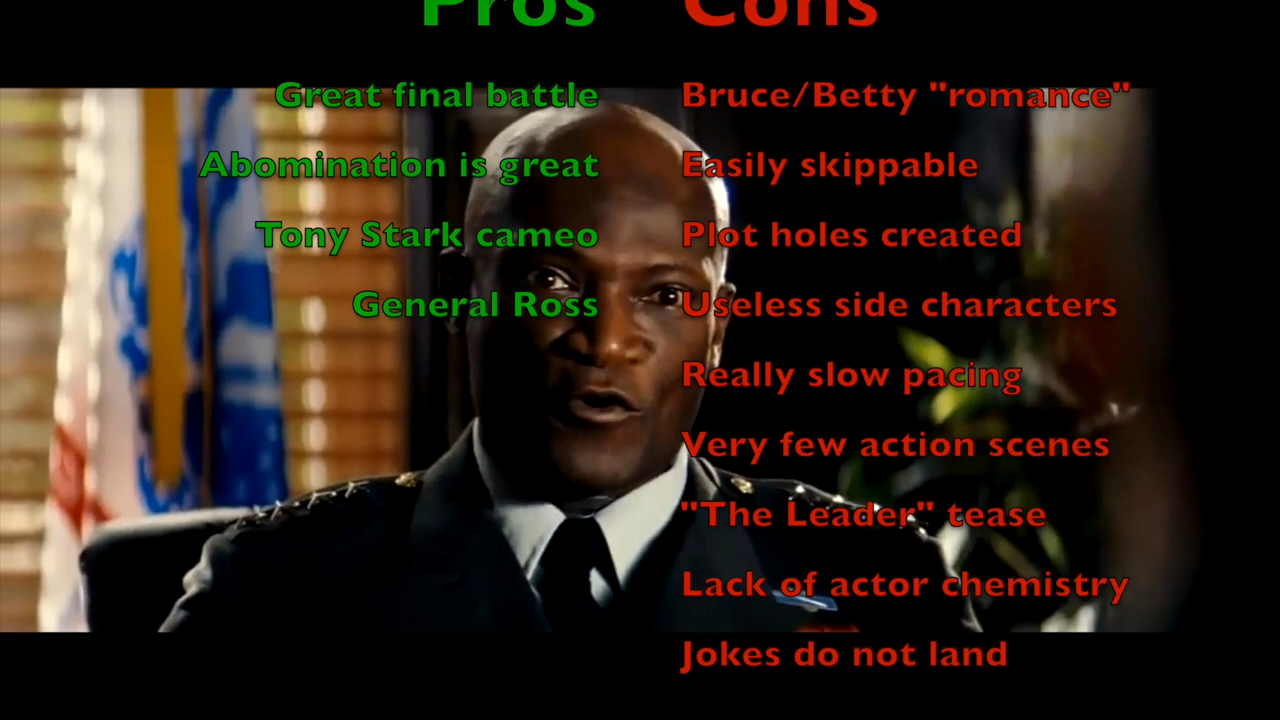 Pros
Cons
Great final battle
Abomination is great
Tony Stark cameo
General Ross
Bruce/Betty "romance"
Easily skippable
Plot holes created
Useless side characters
Really slow pacing
Very few action scenes
"The Leader" tease
Lack of actor chemistry
Jokes do not land